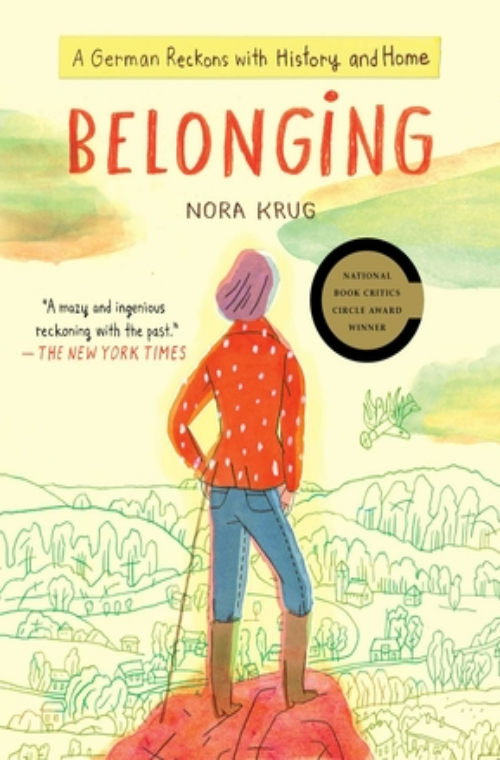 A German Reckons with History and Home
BELONGING
NORA KRUG
NATIONAL
BOOK CRITICS
CIRCLE AWARD
WINNER
"A mazy and ingenious
reckoning with the past."
— THE NEW YORK TIMES